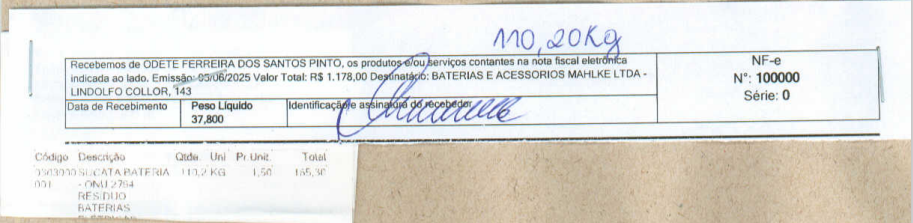 110,20Kg
Recebemos de ODETE FERREIRA DOS SANTOS PINTO, os produtos e/ou serviços contantes na nota fiscal eletrônica
indicada ao lado. Emissão: 03/06/2025 Valor Total: R$ 1.178,00 Destinatário: BATERIAS E ACESSORIOS MAHLKE LTDA -
LINDOLFO COLLOR, 143
NF-e
Nº: 100000
Série: 0
Data de Recebimento
Peso Líquido
37,800
Identificação e assinatura do recebedor
Código Descrição Qtde. Uni Pr.Unit. Total
SUCATA BATERIA 110,2 KG 1,50 165,30
001 - ONU 2794
RESIDUO
BATERIAS